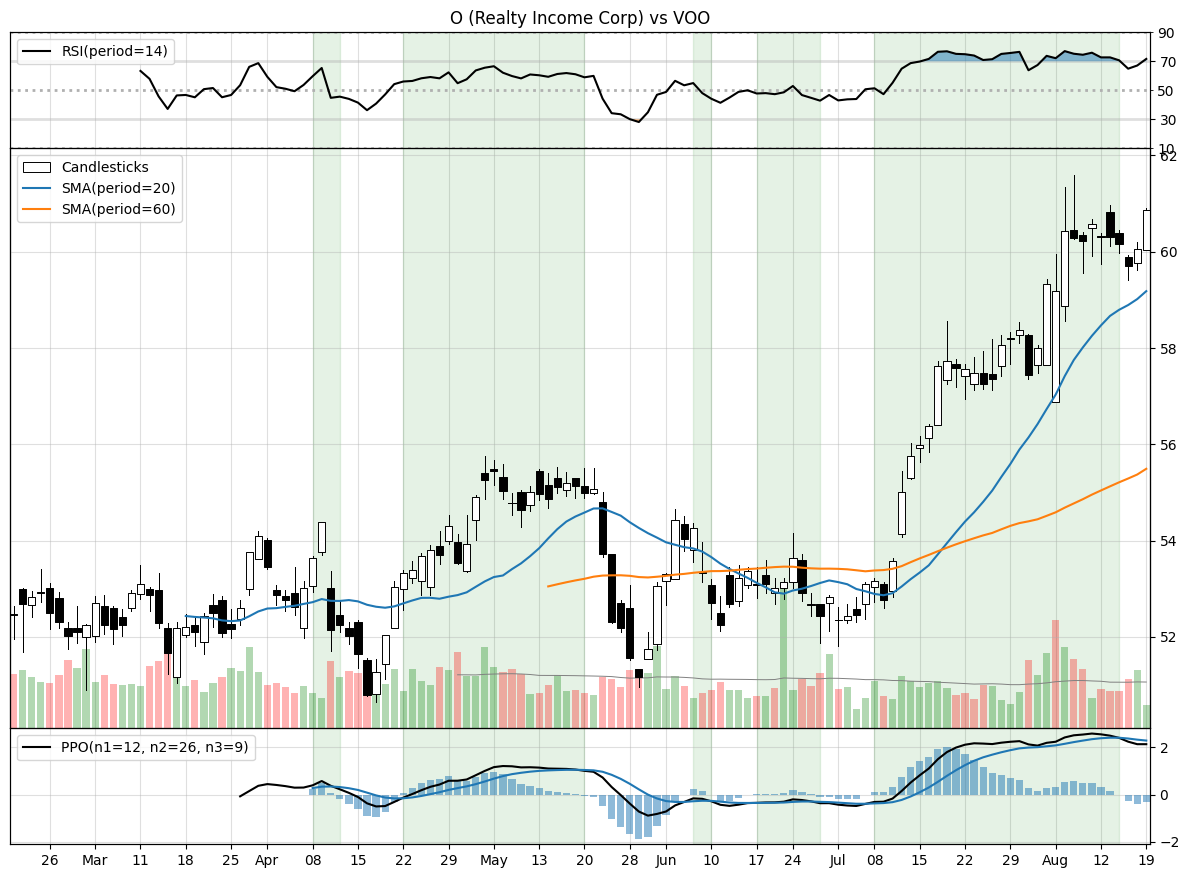 O (Realty Income Corp) vs VOO
RSI(period=14)
90
70
50
30
10
Candlesticks
SMA(period=20)
SMA(period=60)
62
60
58
56
54
52
PPO(n1=12, n2=26, n3=9)
2
0
−2
26 Mar 11 18 25 Apr 08 15 22 29 May 13 20 28 Jun 10 17 24 Jul 08 15 22 29 Aug 12 19